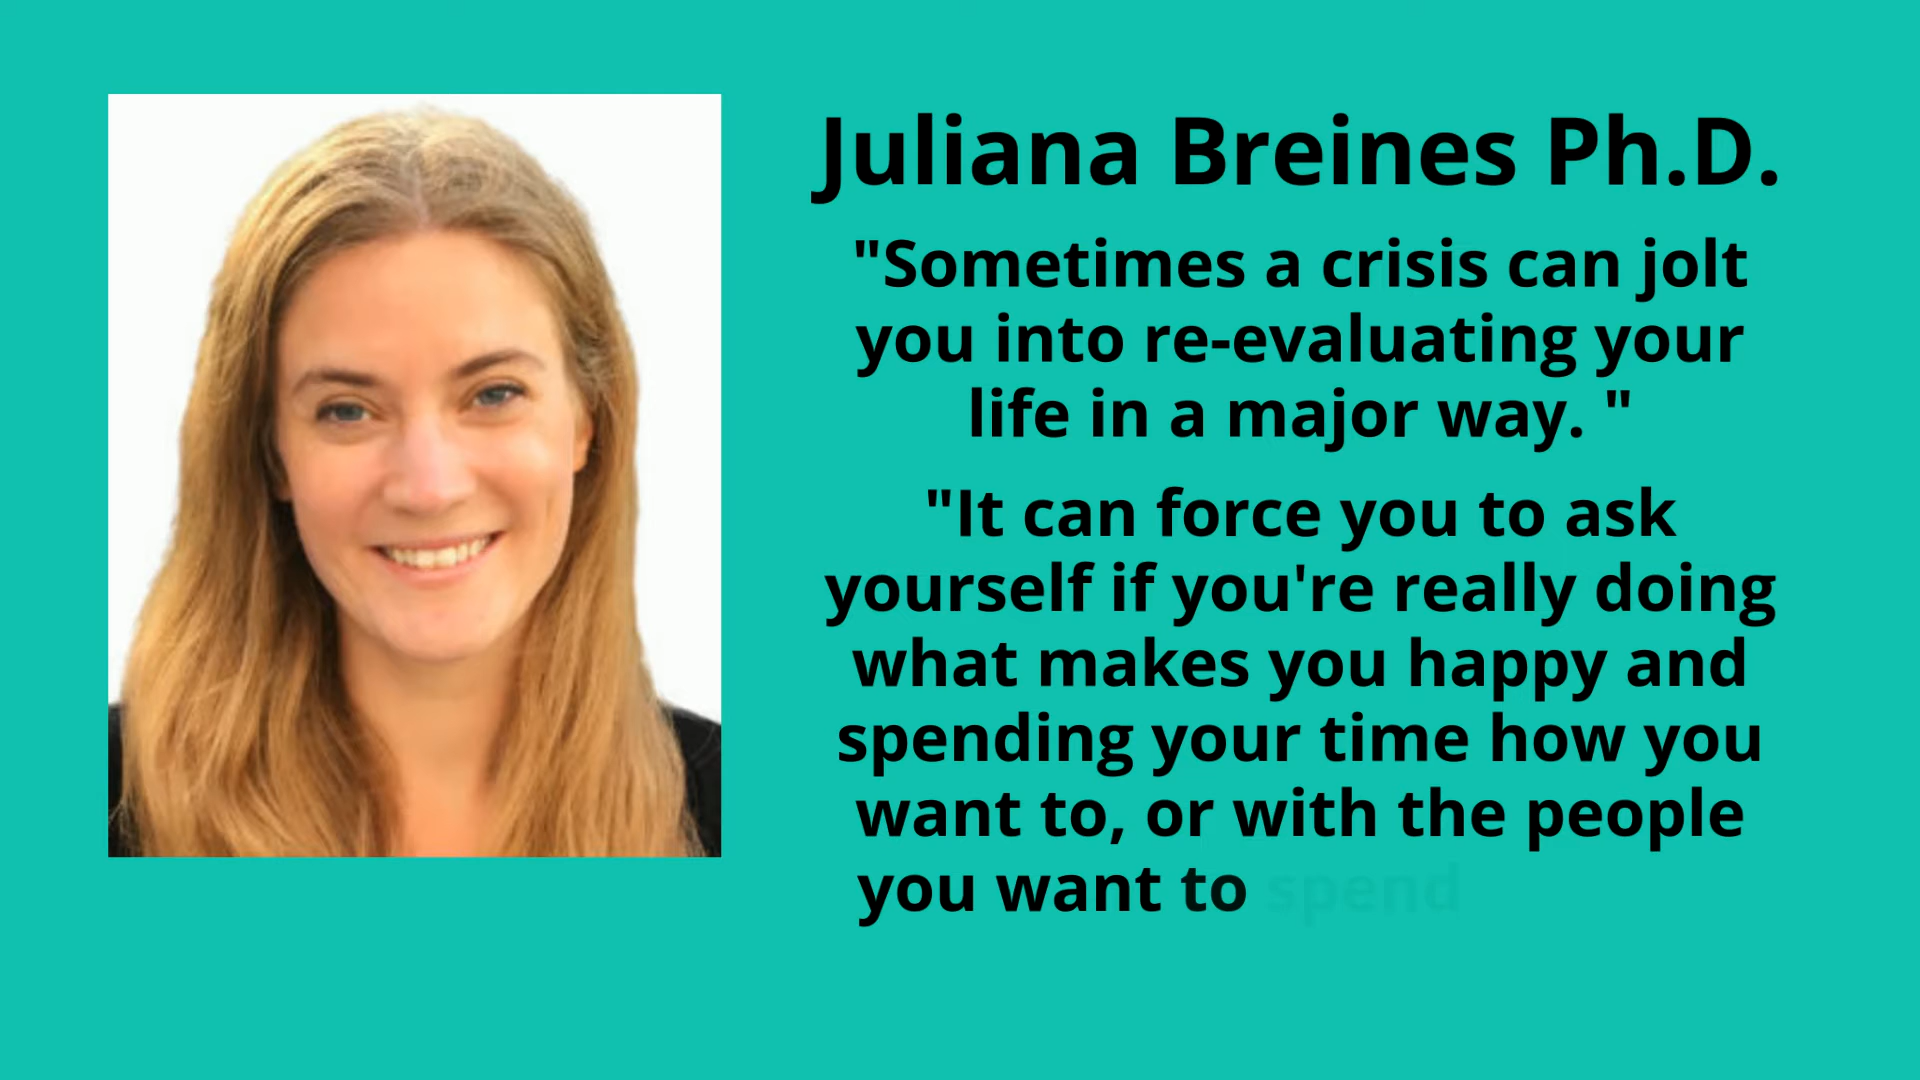 Juliana Breines Ph.D.
"Sometimes a crisis can jolt
you into re-evaluating your
life in a major way. "
"It can force you to ask
yourself if you're really doing
what makes you happy and
spending your time how you
want to, or with the people
you want to spend